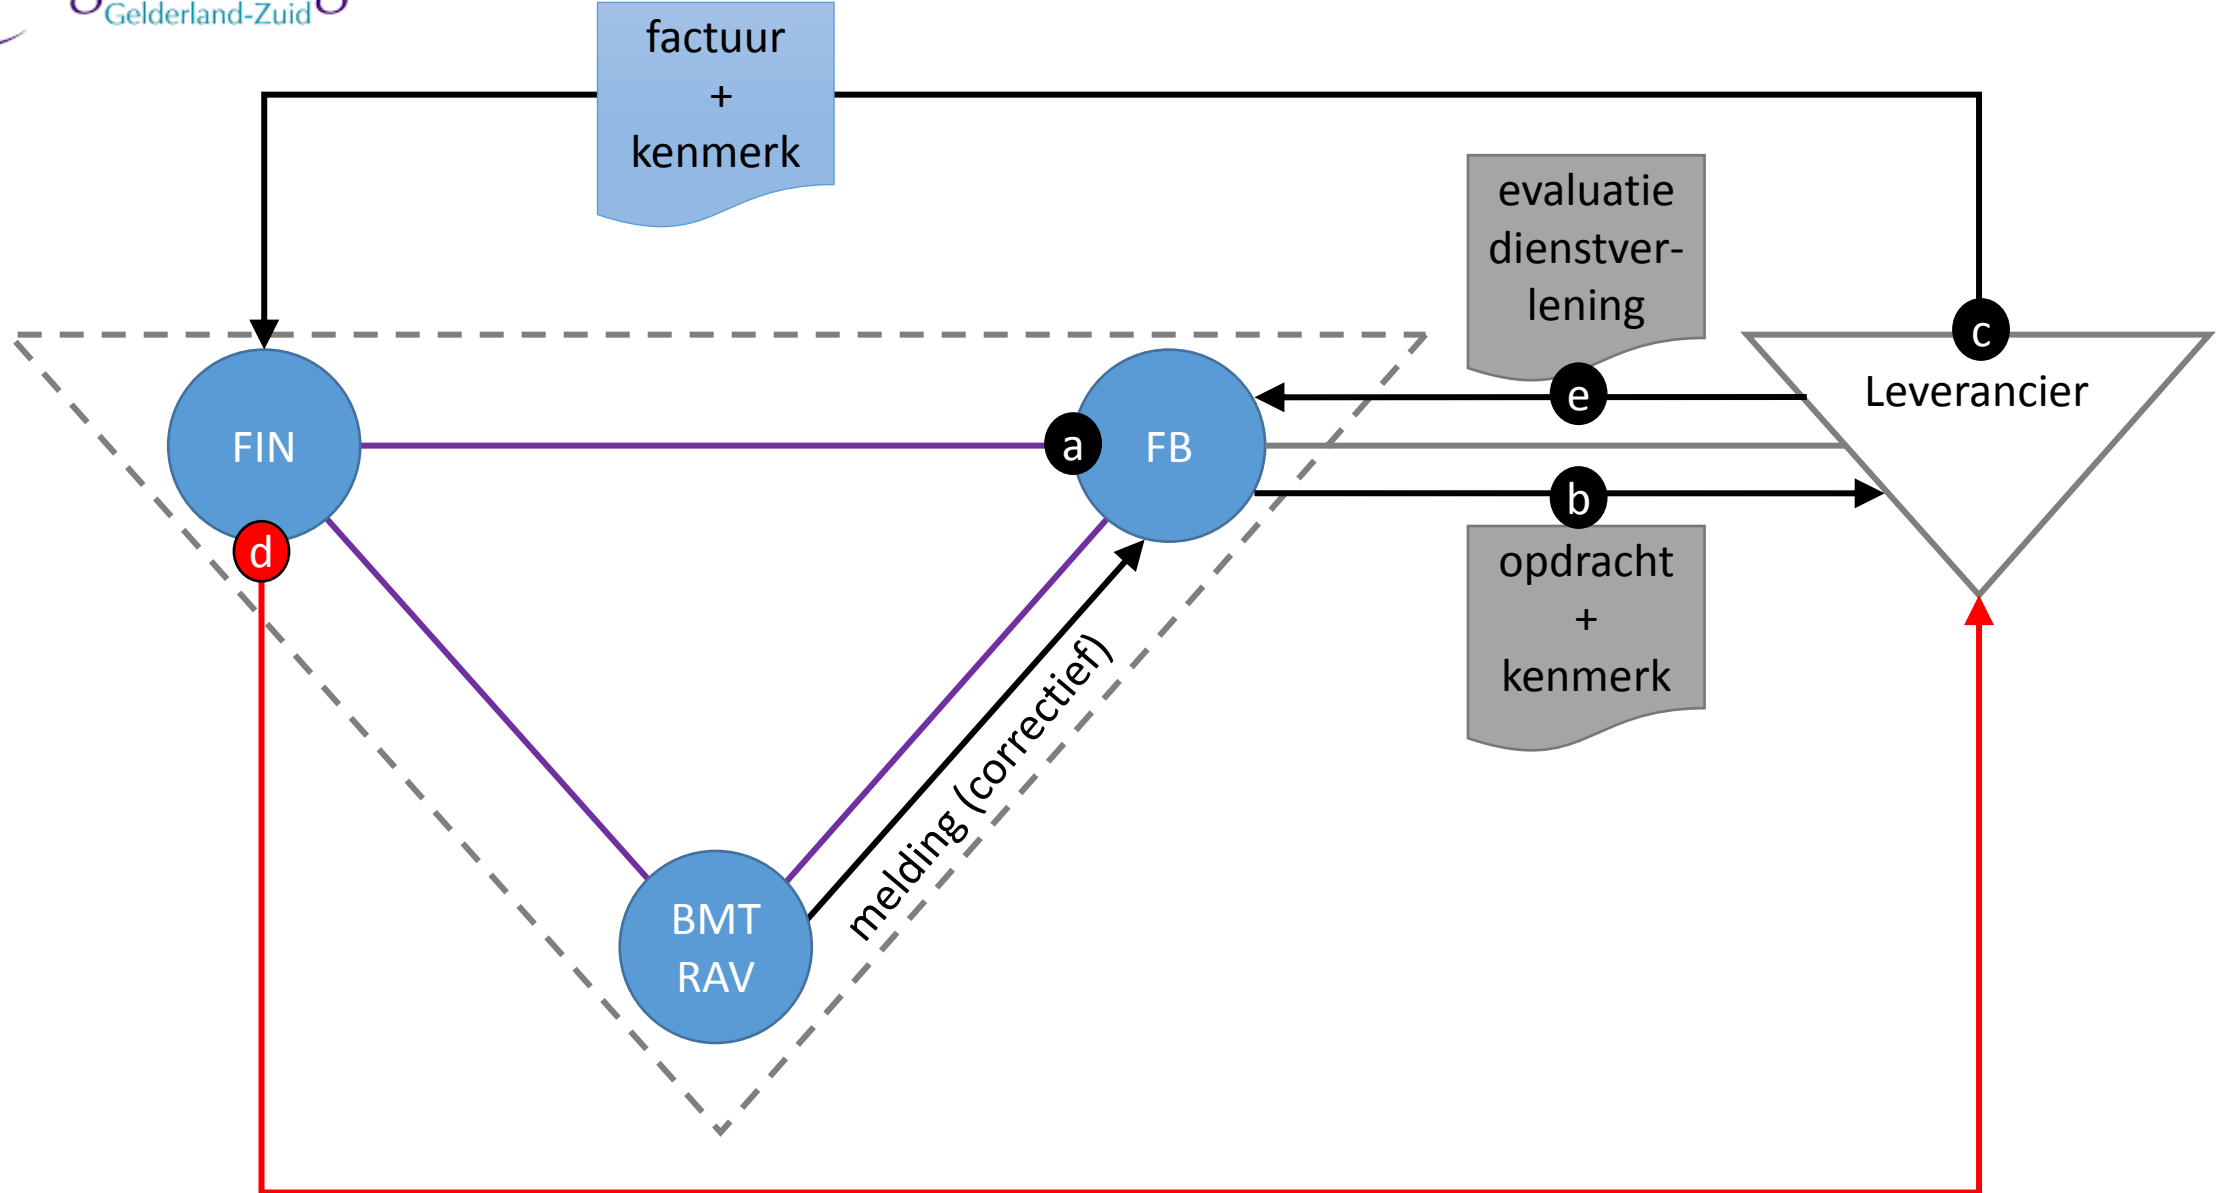 Gelderland-Zuid
factuur
+
kenmerk
evaluatie
dienstver-
lening
c
Leverancier
e
FIN
a
FB
b
d
opdracht
+
kenmerk
melding (correctief)
BMT
RAV